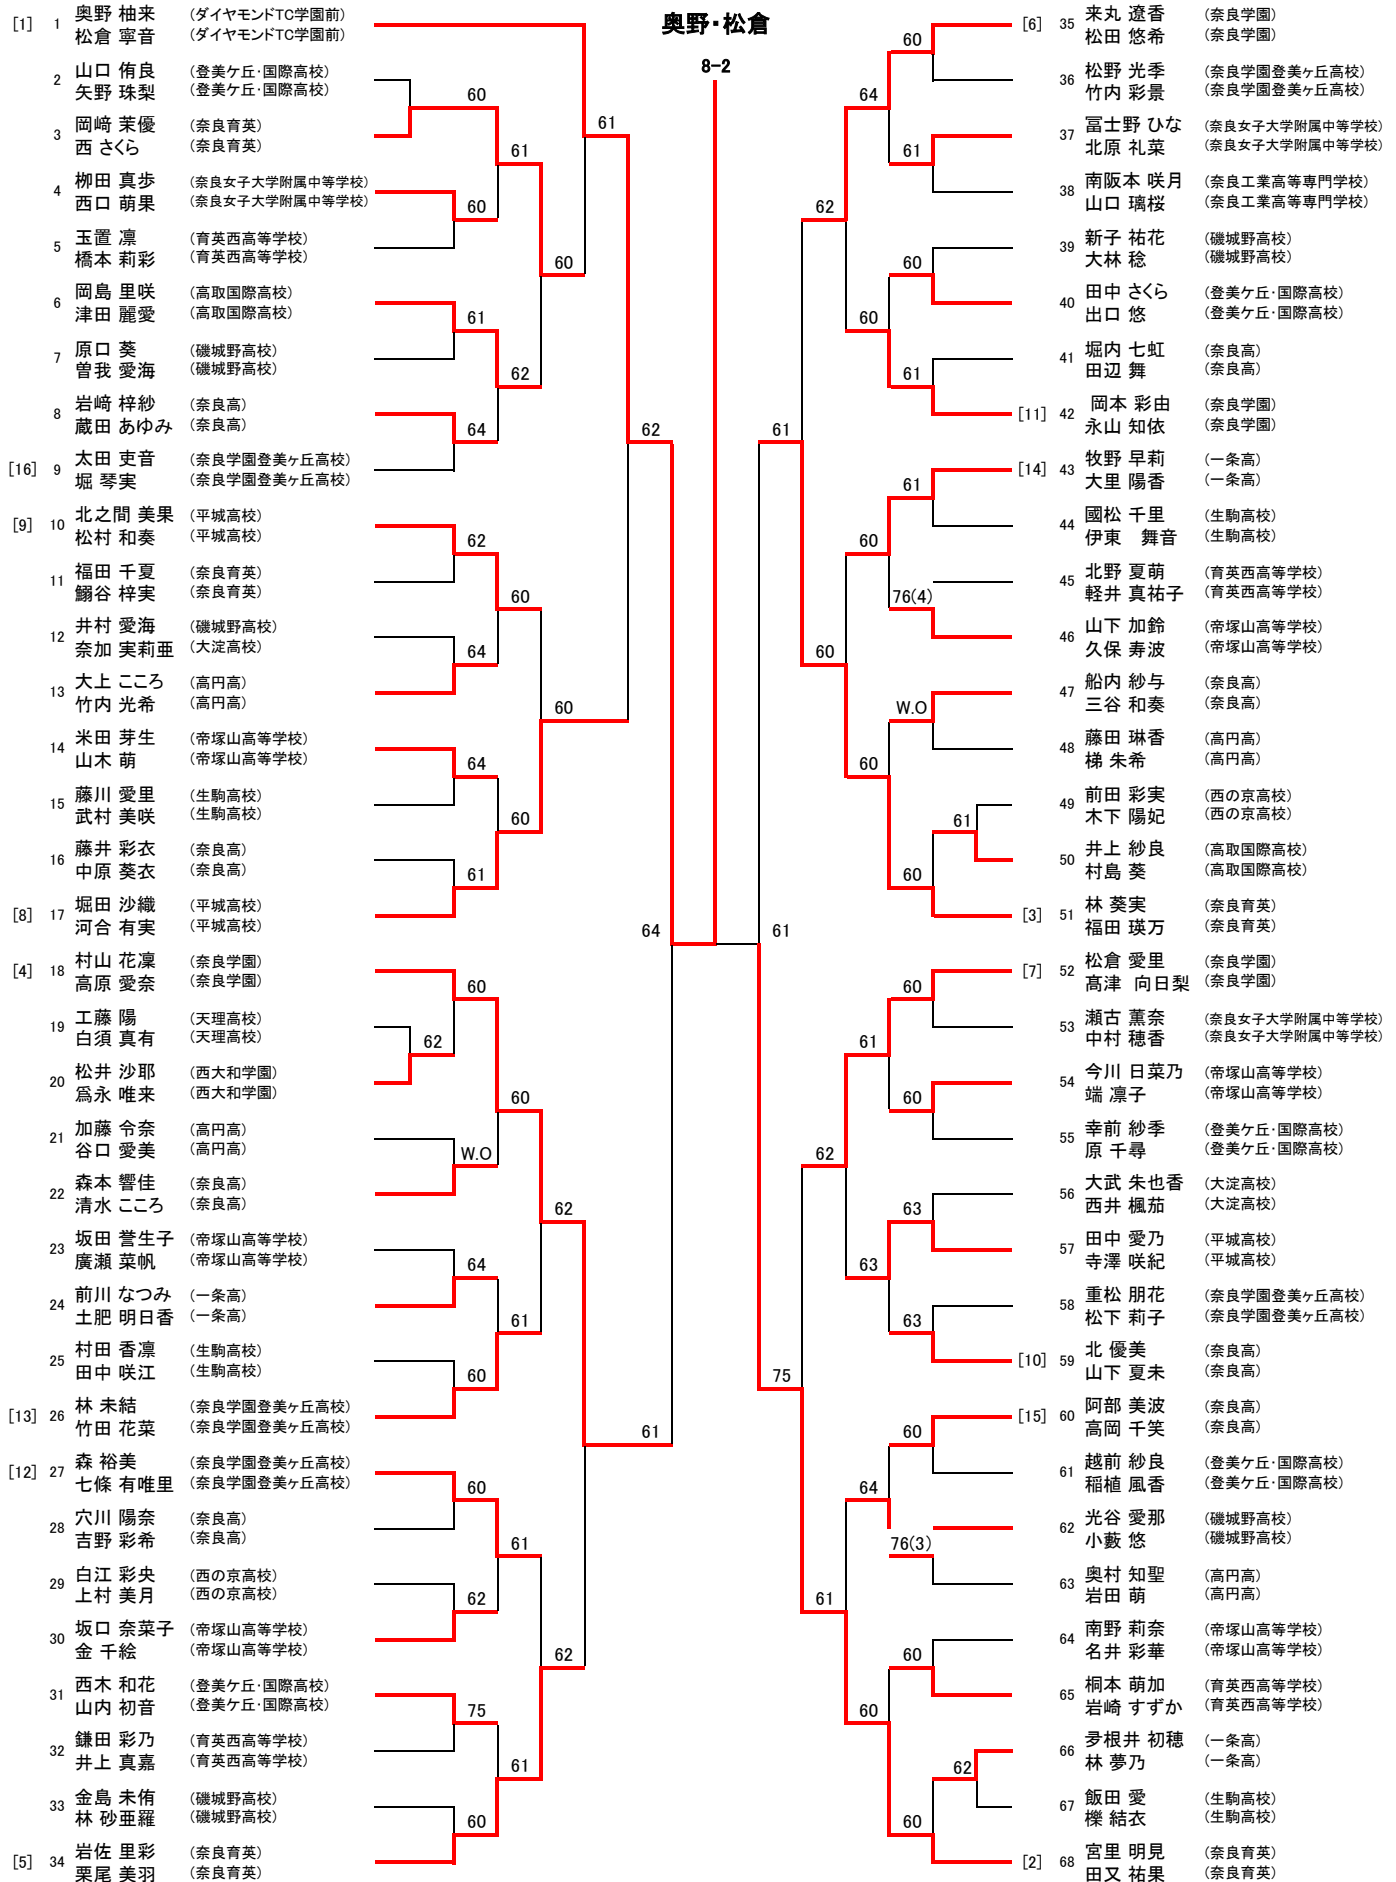 奥野・松倉
8-2
[1] 1 奥野 柚来 (ダイヤモンドTC学園前)
松倉 寧音 (ダイヤモンドTC学園前)
2 山口 侑良 (登美ケ丘・国際高校)
矢野 珠梨 (登美ケ丘・国際高校)
60
3 岡﨑 茉優 (奈良育英)
西 さくら (奈良育英)
61
61
4 栁田 真歩 (奈良女子大学附属中等学校)
西口 萌果 (奈良女子大学附属中等学校)
60
5 玉置 凛 (育英西高等学校)
橋本 莉彩 (育英西高等学校)
60
6 岡島 里咲 (高取国際高校)
津田 麗愛 (高取国際高校)
61
7 原口 葵 (磯城野高校)
曽我 愛海 (磯城野高校)
62
8 岩﨑 梓紗 (奈良高)
蔵田 あゆみ (奈良高)
64
62
[16] 9 太田 吏音 (奈良学園登美ヶ丘高校)
堀 琴実 (奈良学園登美ヶ丘高校)
[9] 10 北之間 美果 (平城高校)
松村 和奏 (平城高校)
62
11 福田 千夏 (奈良育英)
鰯谷 梓実 (奈良育英)
60
12 井村 愛海 (磯城野高校)
奈加 実莉亜 (大淀高校)
64
13 大上 こころ (高円高)
竹内 光希 (高円高)
60
14 米田 芽生 (帝塚山高等学校)
山木 萌 (帝塚山高等学校)
64
15 藤川 愛里 (生駒高校)
武村 美咲 (生駒高校)
60
16 藤井 彩衣 (奈良高)
中原 葵衣 (奈良高)
61
[8] 17 堀田 沙織 (平城高校)
河合 有実 (平城高校)
64
[4] 18 村山 花凜 (奈良学園)
高原 愛奈 (奈良学園)
60
19 工藤 陽 (天理高校)
白須 真有 (天理高校)
62
20 松井 沙耶 (西大和学園)
爲永 唯来 (西大和学園)
60
21 加藤 令奈 (高円高)
谷口 愛美 (高円高)
W.O
22 森本 響佳 (奈良高)
清水 こころ (奈良高)
62
23 坂田 誉生子 (帝塚山高等学校)
廣瀬 菜帆 (帝塚山高等学校)
64
24 前川 なつみ (一条高)
土肥 明日香 (一条高)
61
25 村田 香凛 (生駒高校)
田中 咲江 (生駒高校)
60
[13] 26 林 未結 (奈良学園登美ヶ丘高校)
竹田 花菜 (奈良学園登美ヶ丘高校)
61
[12] 27 森 裕美 (奈良学園登美ヶ丘高校)
七條 有唯里 (奈良学園登美ヶ丘高校)
60
28 穴川 陽奈 (奈良高)
吉野 彩希 (奈良高)
61
29 白江 彩央 (西の京高校)
上村 美月 (西の京高校)
62
30 坂口 奈菜子 (帝塚山高等学校)
金 千絵 (帝塚山高等学校)
62
31 西木 和花 (登美ケ丘・国際高校)
山内 初音 (登美ケ丘・国際高校)
75
32 鎌田 彩乃 (育英西高等学校)
井上 真嘉 (育英西高等学校)
61
33 金島 未侑 (磯城野高校)
林 砂亜羅 (磯城野高校)
60
[5] 34 岩佐 里彩 (奈良育英)
栗尾 美羽 (奈良育英)
[6] 35 来丸 遼香 (奈良学園)
松田 悠希 (奈良学園)
60
36 松野 光季 (奈良学園登美ヶ丘高校)
竹内 彩景 (奈良学園登美ヶ丘高校)
64
37 冨士野 ひな (奈良女子大学附属中等学校)
北原 礼菜 (奈良女子大学附属中等学校)
61
38 南阪本 咲月 (奈良工業高等専門学校)
山口 璃桜 (奈良工業高等専門学校)
62
39 新子 祐花 (磯城野高校)
大林 稔 (磯城野高校)
60
40 田中 さくら (登美ケ丘・国際高校)
出口 悠 (登美ケ丘・国際高校)
60
41 堀内 七虹 (奈良高)
田辺 舞 (奈良高)
61
[11] 42 岡本 彩由 (奈良学園)
永山 知依 (奈良学園)
61
[14] 43 牧野 早莉 (一条高)
大里 陽香 (一条高)
61
44 國松 千里 (生駒高校)
伊東 舞音 (生駒高校)
60
45 北野 夏萌 (育英西高等学校)
軽井 真祐子 (育英西高等学校)
76(4)
46 山下 加鈴 (帝塚山高等学校)
久保 寿波 (帝塚山高等学校)
60
47 船内 紗与 (奈良高)
三谷 和奏 (奈良高)
W.O
48 藤田 琳香 (高円高)
梯 朱希 (高円高)
60
49 前田 彩実 (西の京高校)
木下 陽妃 (西の京高校)
61
50 井上 紗良 (高取国際高校)
村島 葵 (高取国際高校)
60
[3] 51 林 葵実 (奈良育英)
福田 瑛万 (奈良育英)
61
[7] 52 松倉 愛里 (奈良学園)
髙津 向日梨 (奈良学園)
60
53 瀬古 薫奈 (奈良女子大学附属中等学校)
中村 穂香 (奈良女子大学附属中等学校)
61
54 今川 日菜乃 (帝塚山高等学校)
端 凛子 (帝塚山高等学校)
60
55 幸前 紗季 (登美ケ丘・国際高校)
原 千尋 (登美ケ丘・国際高校)
62
56 大武 朱也香 (大淀高校)
西井 楓茄 (大淀高校)
63
57 田中 愛乃 (平城高校)
寺澤 咲紀 (平城高校)
63
58 重松 朋花 (奈良学園登美ヶ丘高校)
松下 莉子 (奈良学園登美ヶ丘高校)
63
[10] 59 北 優美 (奈良高)
山下 夏未 (奈良高)
75
[15] 60 阿部 美波 (奈良高)
高岡 千笑 (奈良高)
60
61 越前 紗良 (登美ケ丘・国際高校)
稲植 風香 (登美ケ丘・国際高校)
64
62 光谷 愛那 (磯城野高校)
小藪 悠 (磯城野高校)
76(3)
63 奥村 知聖 (高円高)
岩田 萌 (高円高)
61
64 南野 莉奈 (帝塚山高等学校)
名井 彩華 (帝塚山高等学校)
60
65 桐本 萌加 (育英西高等学校)
岩崎 すずか (育英西高等学校)
60
66 夛根井 初穂 (一条高)
林 夢乃 (一条高)
62
67 飯田 愛 (生駒高校)
櫟 結衣 (生駒高校)
60
[2] 68 宮里 明見 (奈良育英)
田又 祐果 (奈良育英)